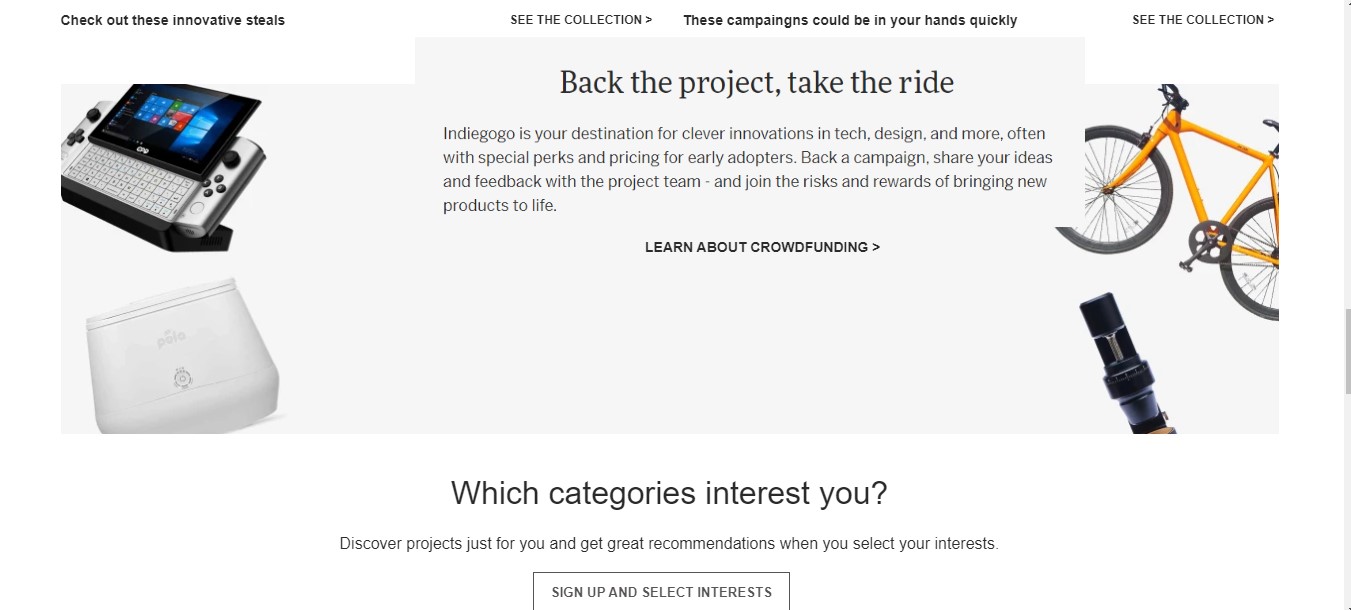 Check out these innovative steals
SEE THE COLLECTION >
These campaingns could be in your hands quickly
SEE THE COLLECTION >
Back the project, take the ride
Indiegogo is your destination for clever innovations in tech, design, and more, often
with special perks and pricing for early adopters. Back a campaign, share your ideas
and feedback with the project team - and join the risks and rewards of bringing new
products to life.
LEARN ABOUT CROWDFUNDING >
polo
Which categories interest you?
Discover projects just for you and get great recommendations when you select your interests.
SIGN UP AND SELECT INTERESTS